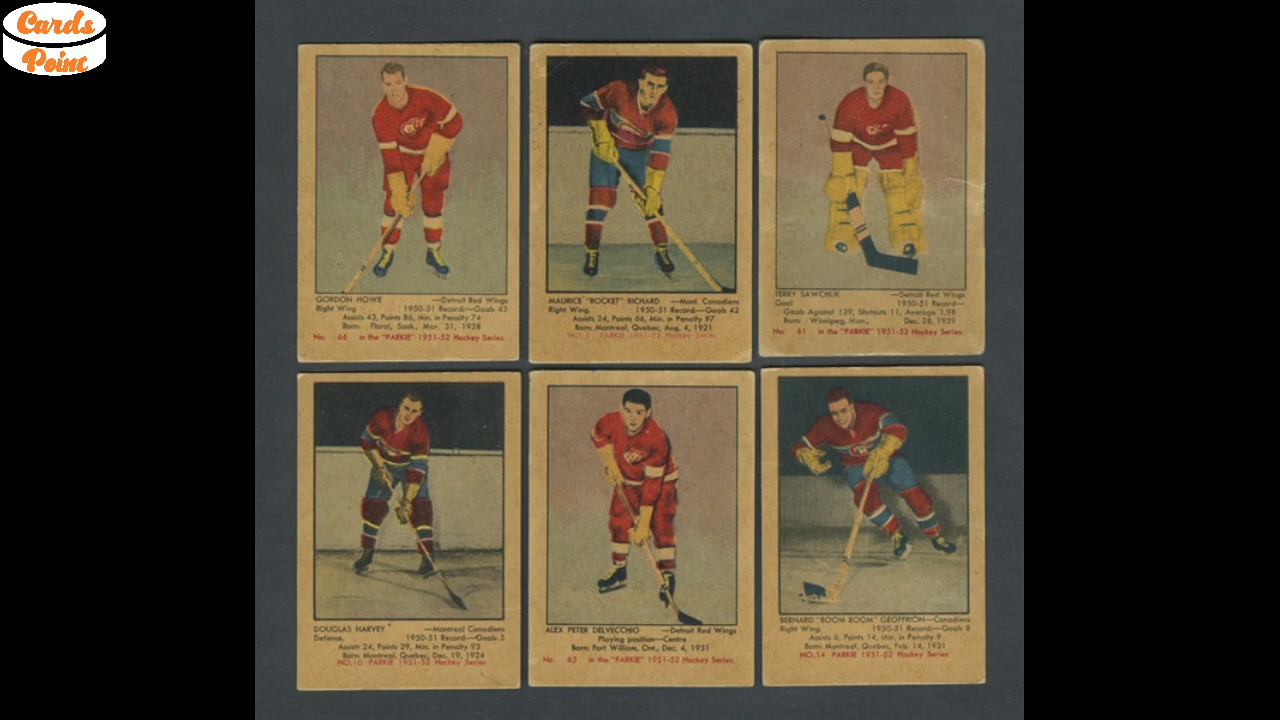 Cards
Point
GORDON HOWE —Detroit Red Wings
Right Wing 1950-51 Record—Goals 43
Assists 43, Points 86, Min. in Penalty 74
Born: Floral, Sask., Mar. 31, 1928
No. 66 in the "PARKIE" 1951-52 Hockey Series.
MAURICE "ROCKET" RICHARD —Mont. Canadiens
Right Wing. 1950-51 Record:—Goals 42
Assists 24, Points 66, Min. in Penalty 97
Born: Montreal, Quebec, Aug. 4, 1921
in the "PARKIE" 1951-52 Hockey Series
TERRY SAWCHUK —Detroit Red Wings
Goal 1950-51 Record—
Goals Against 139, Shutouts 11, Average 1.98
Born: Winnipeg, Man., Dec. 28, 1929
No. 61 in the "PARKIE" 1951-52 Hockey Series.
DOUGLAS HARVEY —Montreal Canadiens
Defense. 1950-51 Record:—Goals 5
Assists 24, Points 29, Min. in Penalty 93
Born: Montreal, Quebec, Dec. 19, 1924
NO.10 PARKIE 1951-52 Hockey Series
ALEX PETER DELVECCHIO —Detroit Red Wings
Playing position—Centre
Born: Fort William, Ont., Dec. 4, 1931
No. 63 in the "PARKIE" 1951-52 Hockey Series.
BERNARD "BOOM BOOM" GEOFFRION—Canadiens
Right Wing. 1950-51 Record:—Goals 8
Assists 6, Points 14, Min. in Penalty 9
Born: Montreal, Quebec, Feb. 14, 1931
NO.14 PARKIE 1951-52 Hockey Series